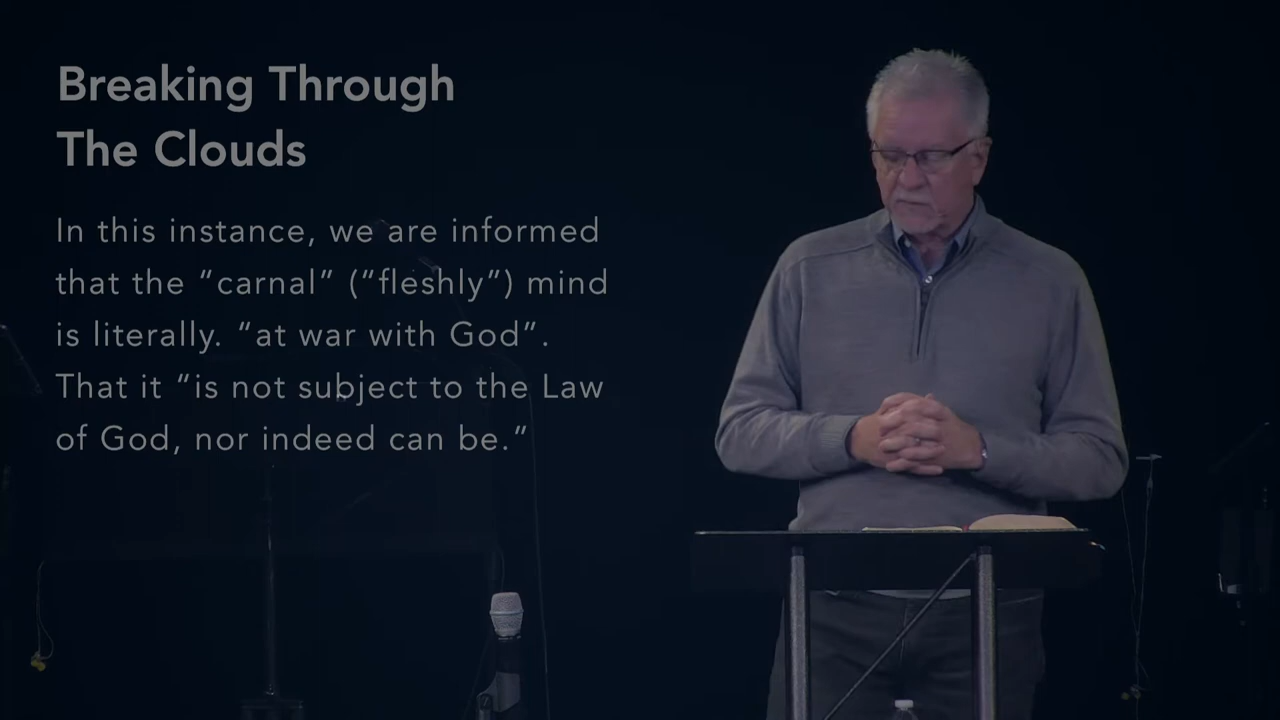 Breaking Through
The Clouds
In this instance, we are informed
that the “carnal” (“fleshly”) mind
is literally. “at war with God”.
That it “is not subject to the Law
of God, nor indeed can be.”